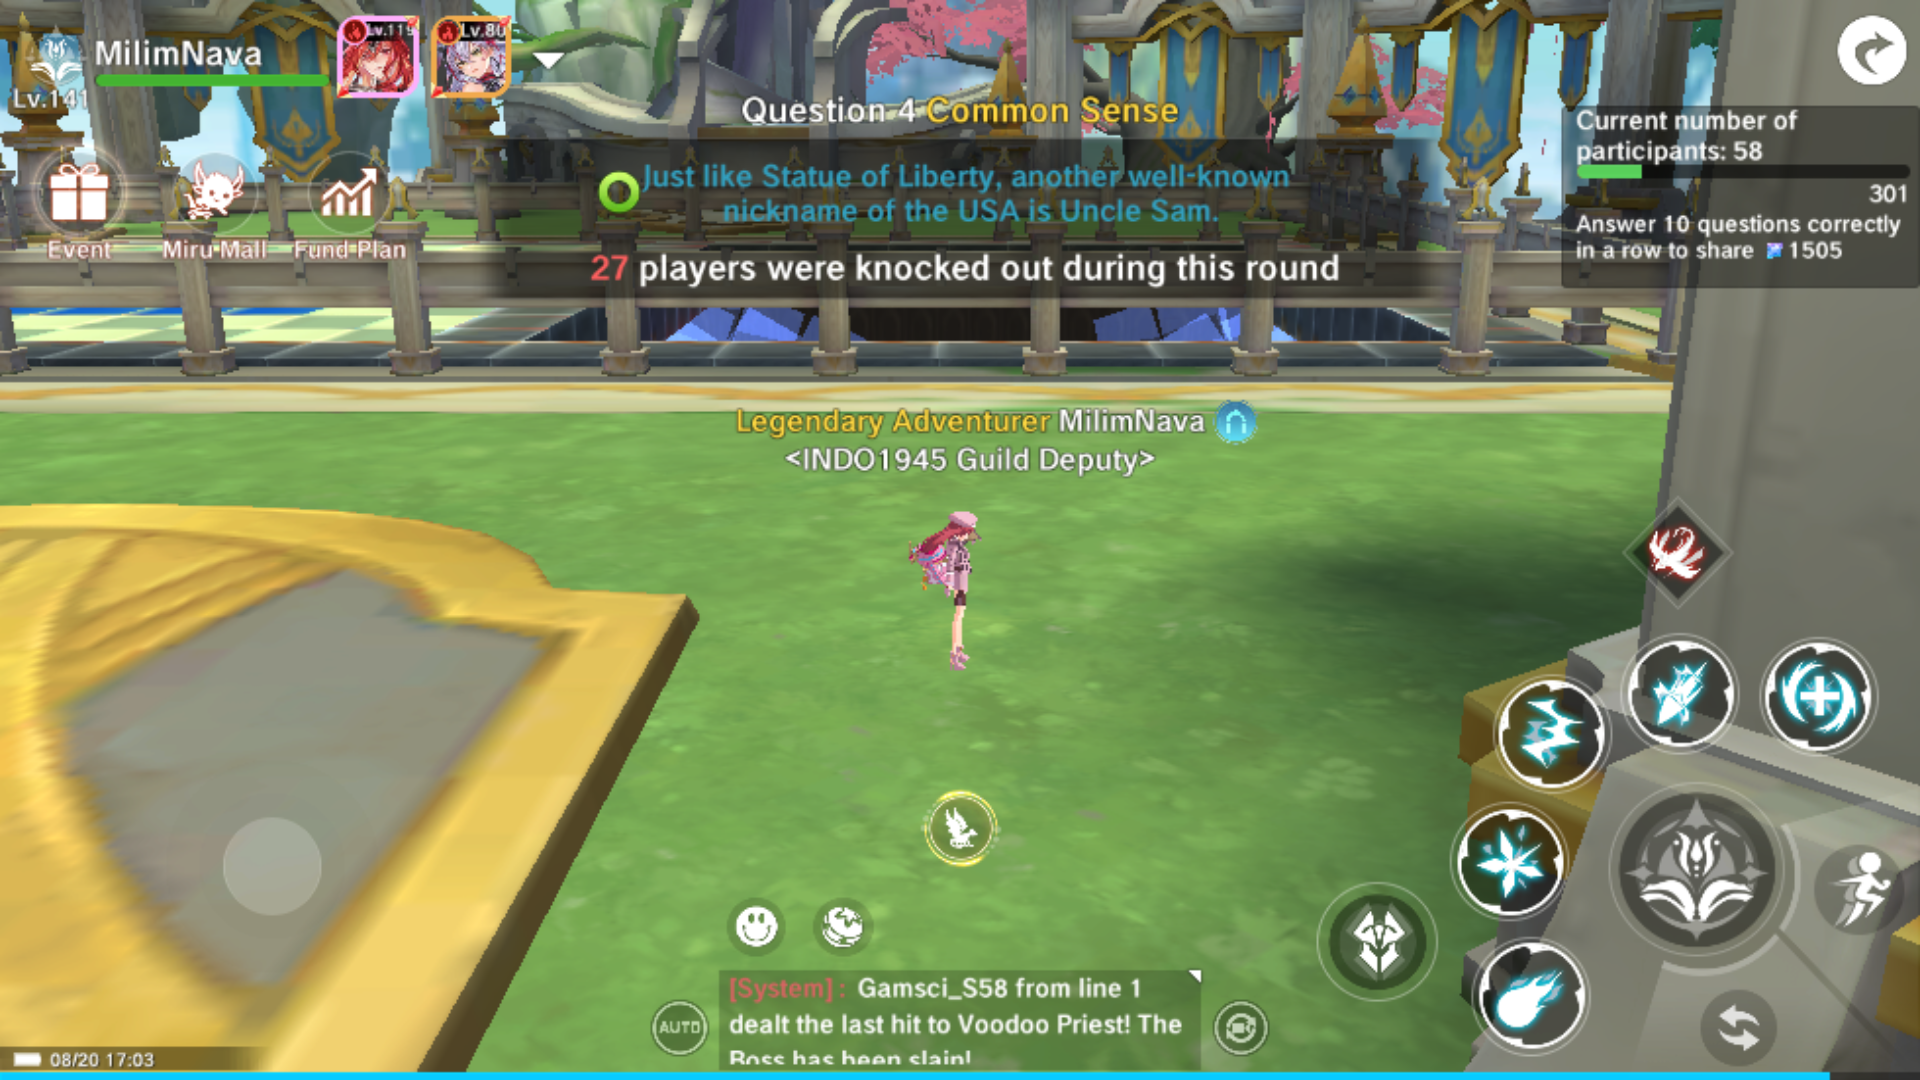 MilimNava
Lv.141
Lv.119
Lv.80
Question 4 Common Sense
Just like Statue of Liberty, another well-known
nickname of the USA is Uncle Sam.
27 players were knocked out during this round
Current number of
participants: 58
301
Answer 10 questions correctly
in a row to share 1505
Event
Miru Mall
Fund Plan
Legendary Adventurer MilimNava
<INDO1945 Guild Deputy>
[System]: Gamsci_S58 from line 1
dealt the last hit to Voodoo Priest! The
Boss has been slain!
AUTO
08/20 17:03